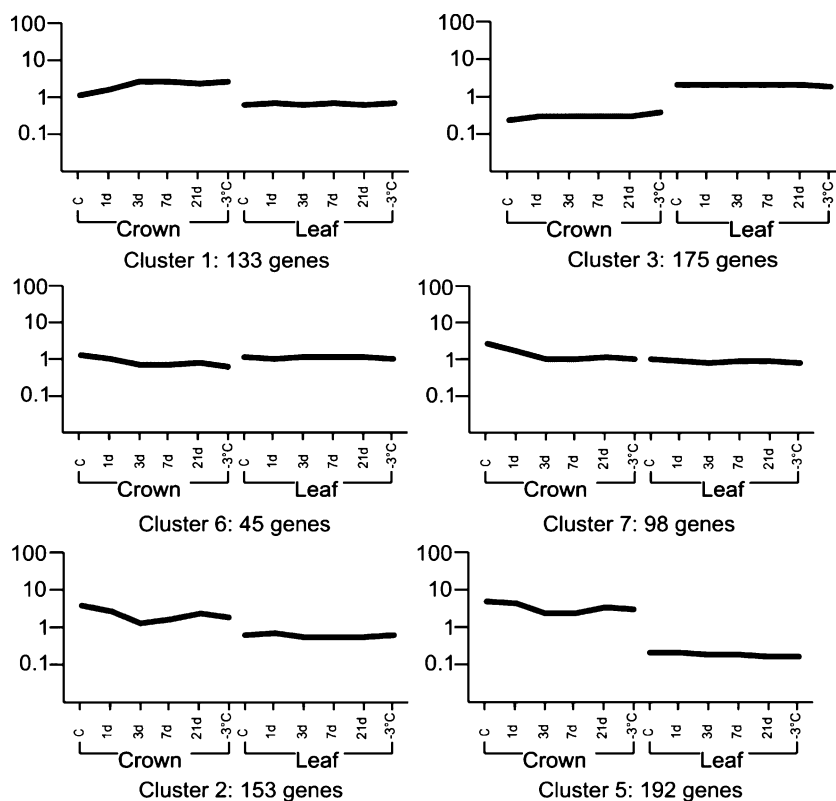 100
10
1
0.1
C 1d 3d 7d 21d -3°C C 1d 3d 7d 21d -3°C
Crown Leaf
Cluster 1: 133 genes
100
10
1
0.1
C 1d 3d 7d 21d -3°C C 1d 3d 7d 21d -3°C
Crown Leaf
Cluster 3: 175 genes
100
10
1
0.1
C 1d 3d 7d 21d -3°C C 1d 3d 7d 21d -3°C
Crown Leaf
Cluster 6: 45 genes
100
10
1
0.1
C 1d 3d 7d 21d -3°C C 1d 3d 7d 21d -3°C
Crown Leaf
Cluster 7: 98 genes
100
10
1
0.1
C 1d 3d 7d 21d -3°C C 1d 3d 7d 21d -3°C
Crown Leaf
Cluster 2: 153 genes
100
10
1
0.1
C 1d 3d 7d 21d -3°C C 1d 3d 7d 21d -3°C
Crown Leaf
Cluster 5: 192 genes